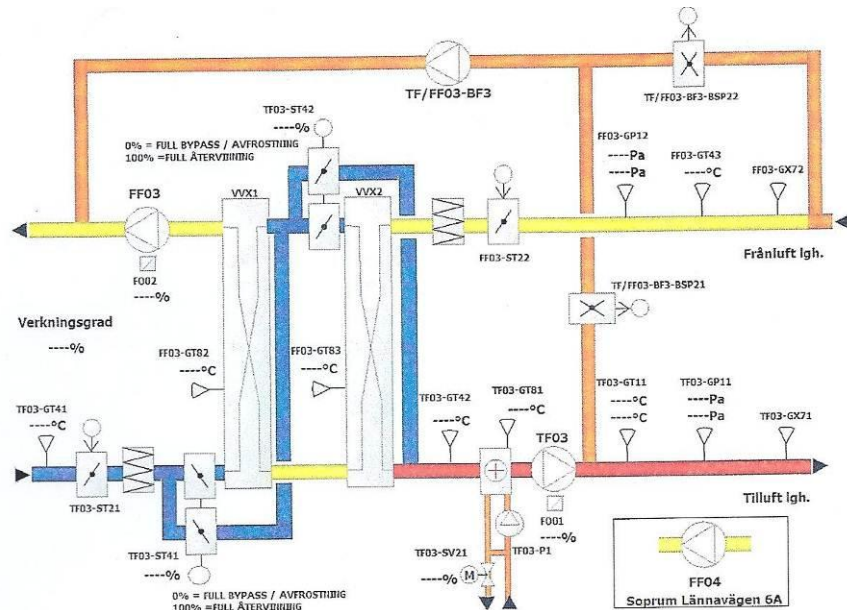 TF/FF03-BF3
TF/FF03-BF3-BSP22
TF03-ST42
----%
0% = FULL BYPASS / AVFROSTNING
100% =FULL ÅTERVINNING
FF03-GP12
----Pa
----Pa
FF03-GT43
----°C
FF03-GX72
FF03
VVX1
VVX2
FO02
----%
FF03-ST22
Frånluft lgh.
TF/FF03-BF3-BSP21
Verkningsgrad
----%
FF03-GT82
----°C
FF03-GT83
----°C
TF03-GT41
----°C
TF03-GT42
----°C
TF03-GT81
----°C
TF03
TF03-GT11
----°C
----°C
TF03-GP11
----Pa
----Pa
TF03-GX71
TF03-ST21
FO01
----%
Tilluft lgh.
TF03-ST41
----%
TF03-SV21
----%
M
TF03-P1
FF04
Soprum Lännavägen 6A
0% = FULL BYPASS / AVFROSTNING
100% =FULL ÅTERVINNING